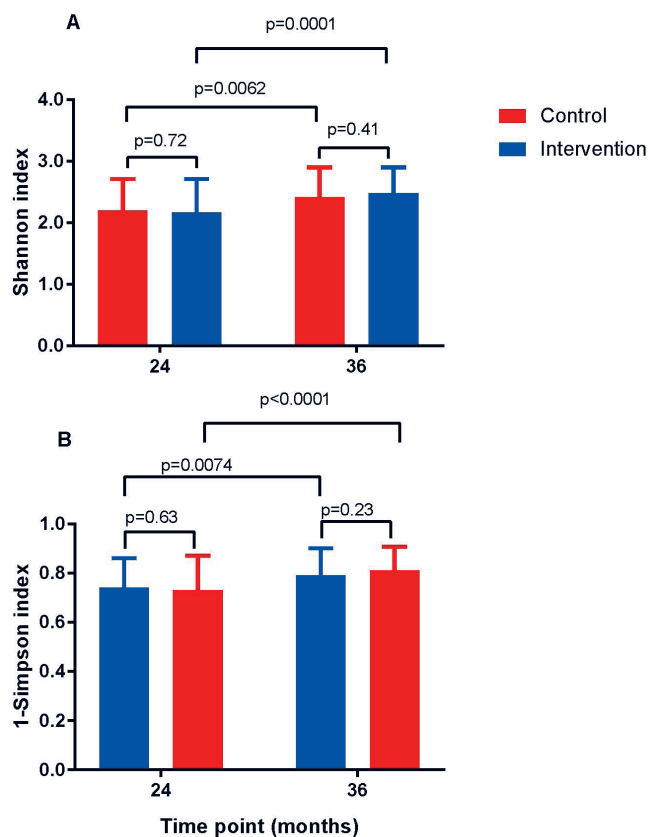 A
p=0.0001
p=0.0062
p=0.72
p=0.41
Control
Intervention
Shannon index
4.0
3.0
2.0
1.0
0.0
24
36
B
p<0.0001
p=0.0074
p=0.63
p=0.23
1-Simpson index
1.0
0.8
0.6
0.4
0.2
0.0
24
36
Time point (months)